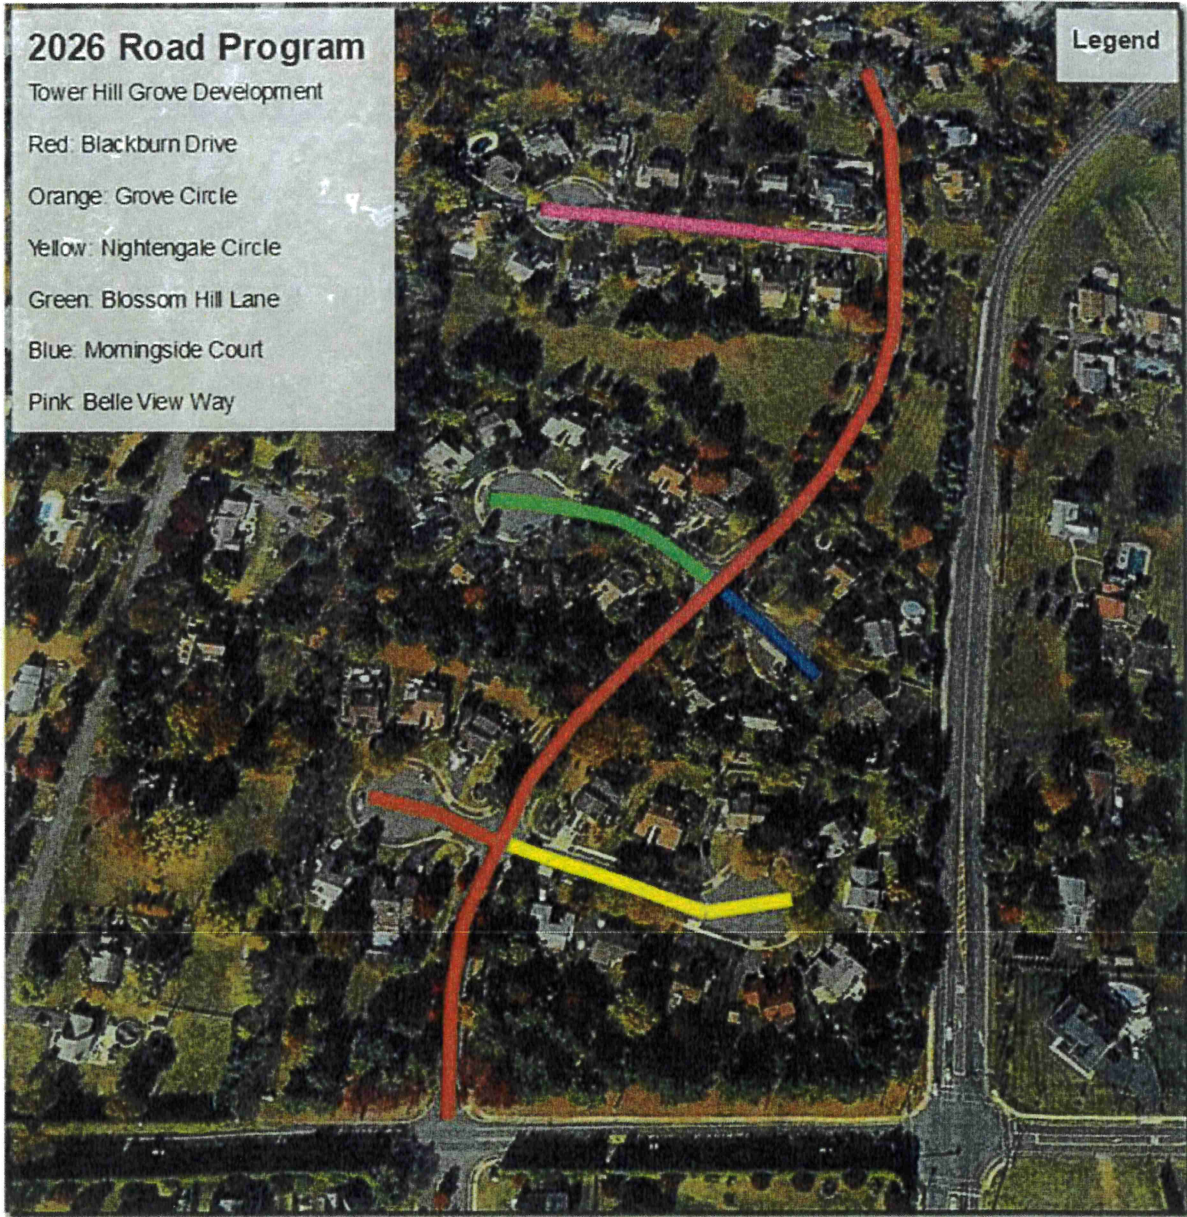 2026 Road Program
Tower Hill Grove Development
Red: Blackburn Drive
Orange: Grove Circle
Yellow: Nightengale Circle
Green: Blossom Hill Lane
Blue: Morningside Court
Pink: Belle View Way
Legend